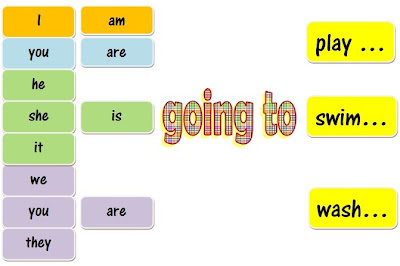 I am
you are
he
she is
it
we
you are
they
going to
play ...
swim...
wash...